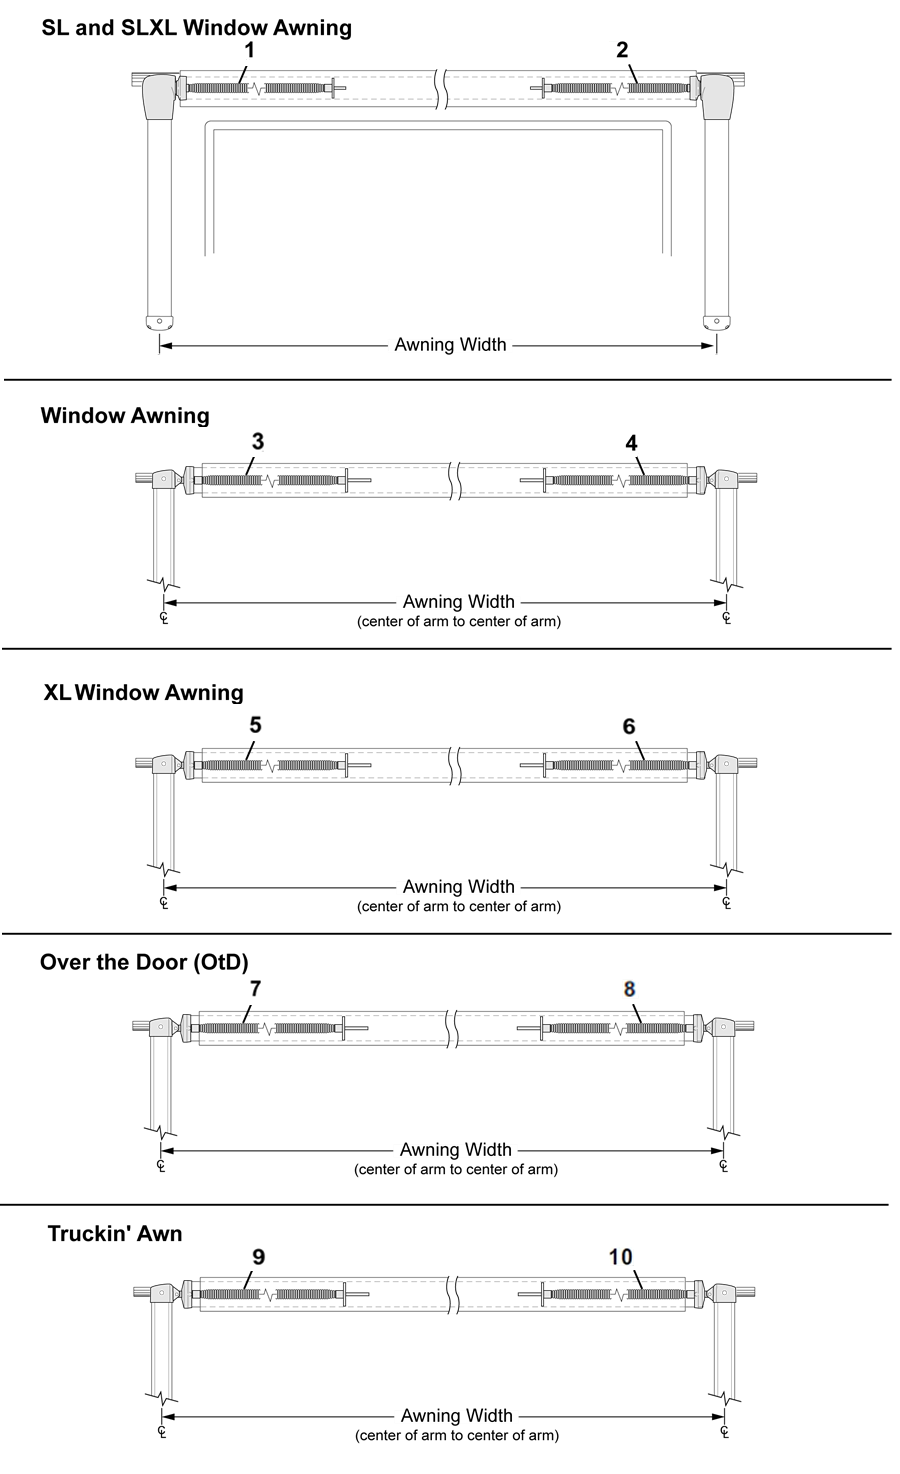 SL and SLXL Window Awning
1 2
Awning Width
Window Awning
3 4
Awning Width
(center of arm to center of arm)
℄ ℄
XL Window Awning
5 6
Awning Width
(center of arm to center of arm)
℄ ℄
Over the Door (OtD)
7 8
Awning Width
(center of arm to center of arm)
℄ ℄
Truckin' Awn
9 10
Awning Width
(center of arm to center of arm)
℄ ℄